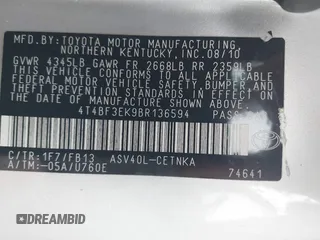 MFD.BY:TOYOTA MOTOR MANUFACTURING,
NORTHERN KENTUCKY,INC.08/10
GVWR 4345LB GAWR FR 2668LB RR 2359LB
THIS VEHICLE CONFORMS TO ALL APPLICABLE
FEDERAL MOTOR VEHICLE SAFETY, BUMPER, AND
THEFT PREVENTION STANDARDS IN EFFECT ON
THE DATE OF MANUFACTURE SHOWN ABOVE.
4T4BF3EK9BR136594 PASS
C/TR:1F7/FB13 ASV40L-CETNKA
A/TM:-05A/U760E 74641
OTOFAKT